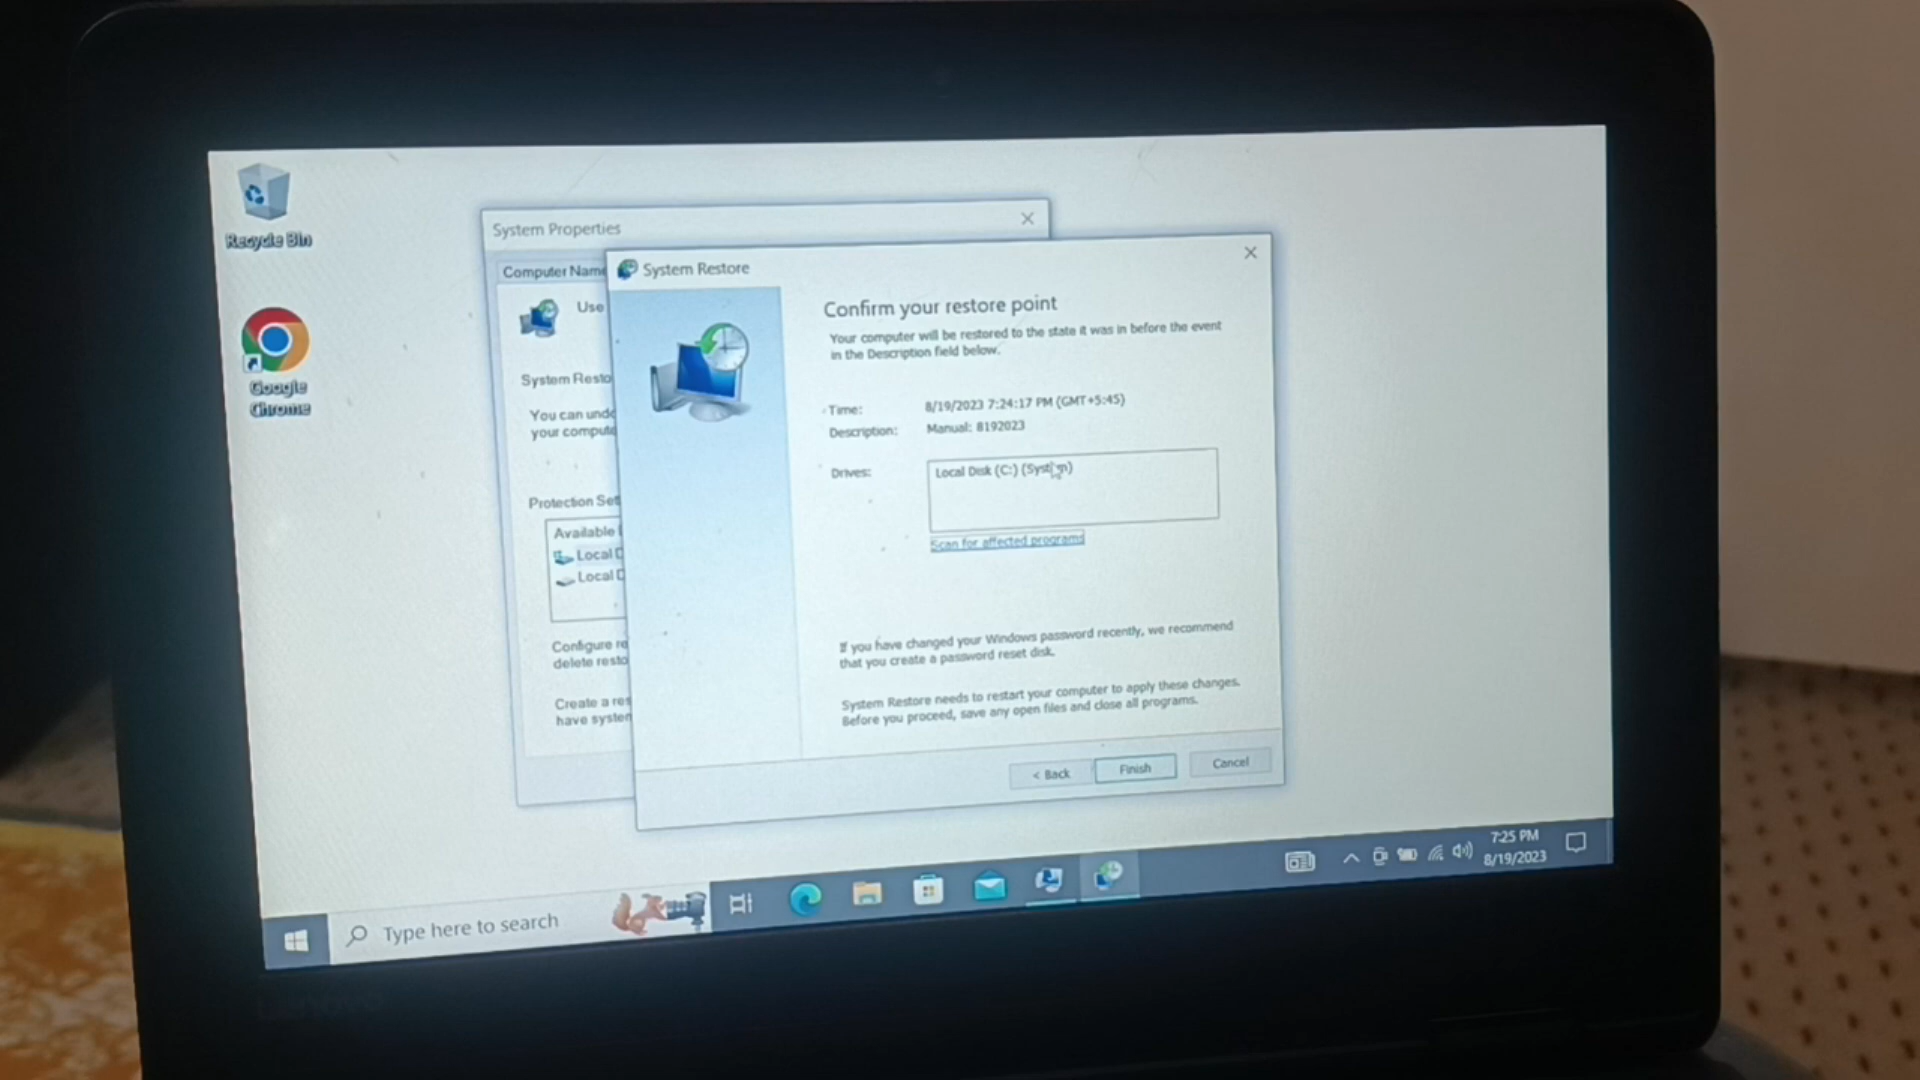 Recycle Bin
Google
Chrome
System Properties
Computer Name
Use
System Resto
You can undo
your compute
Protection Set
Available
Local D
Local D
Configure re
delete resto
Create a res
have system
System Restore
Confirm your restore point
Your computer will be restored to the state it was in before the event
in the Description field below.
Time: 8/19/2023 7:24:17 PM (GMT+5:45)
Description: Manual: 8192023
Drives:
Local Disk (C:) (System)
Scan for affected programs
If you have changed your Windows password recently, we recommend
that you create a password reset disk.
System Restore needs to restart your computer to apply these changes.
Before you proceed, save any open files and close all programs.
< Back Finish Cancel
Type here to search
7:25 PM
8/19/2023